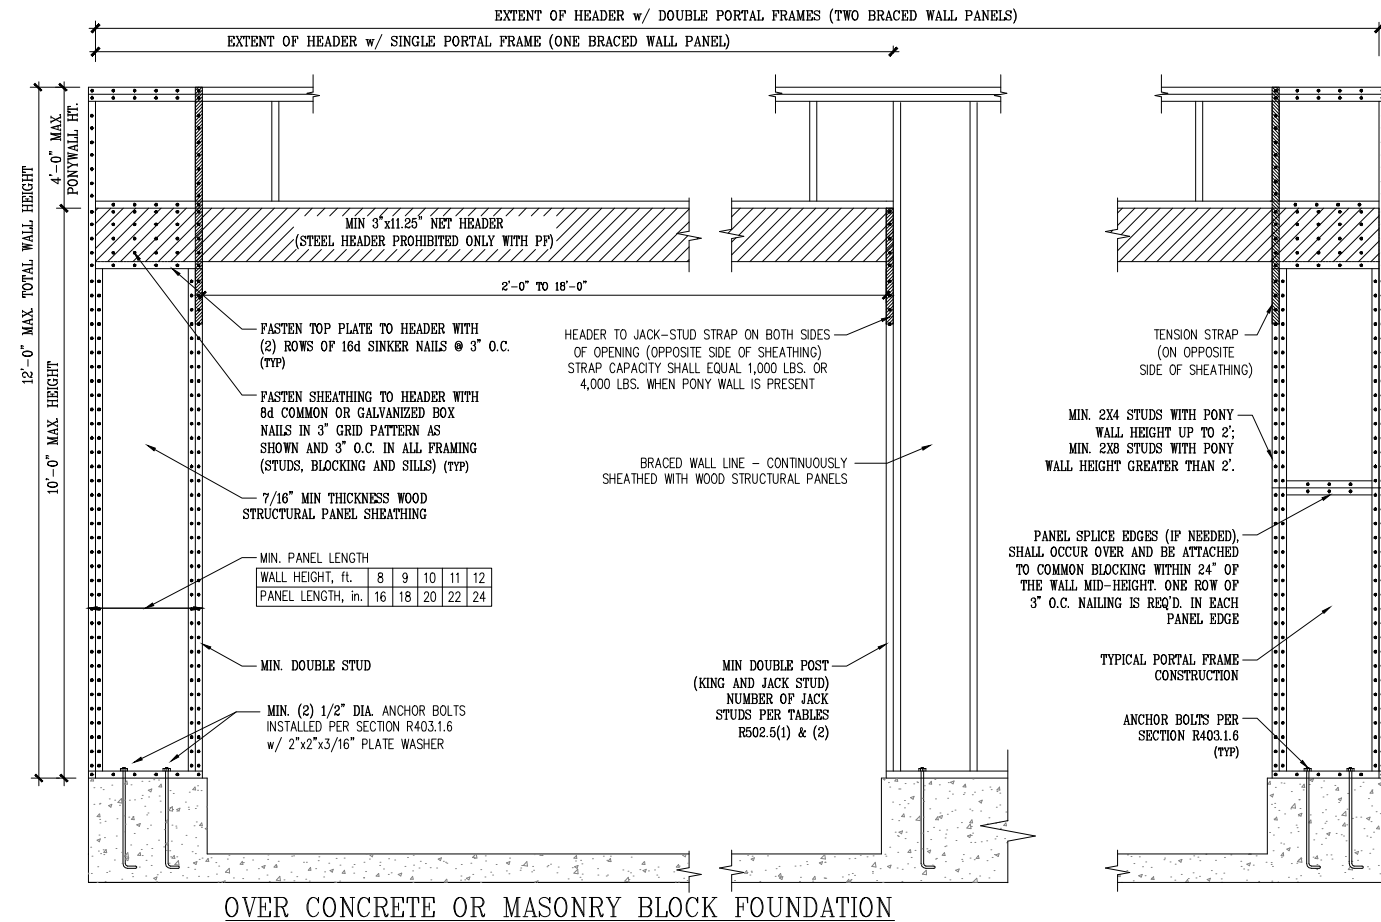 EXTENT OF HEADER w/ DOUBLE PORTAL FRAMES (TWO BRACED WALL PANELS)
EXTENT OF HEADER w/ SINGLE PORTAL FRAME (ONE BRACED WALL PANEL)
12'-0" MAX TOTAL WALL HEIGHT
4'-0" MAX.
PONYWALL HT.
10'-0" MAX HEIGHT
MIN 3"x11.25" NET HEADER
(STEEL HEADER PROHIBITED ONLY WITH PF)
2'-0" TO 18'-0"
FASTEN TOP PLATE TO HEADER WITH
(2) ROWS OF 16d SINKER NAILS @ 3" O.C.
(TYP)
FASTEN SHEATHING TO HEADER WITH
8d COMMON OR GALVANIZED BOX
NAILS IN 3" GRID PATTERN AS
SHOWN AND 3" O.C. IN ALL FRAMING
(STUDS, BLOCKING AND SILLS) (TYP)
7/16" MIN THICKNESS WOOD
STRUCTURAL PANEL SHEATHING
MIN. PANEL LENGTH
WALL HEIGHT, ft. 8 9 10 11 12
PANEL LENGTH, in. 16 18 20 22 24
MIN. DOUBLE STUD
MIN. (2) 1/2" DIA. ANCHOR BOLTS
INSTALLED PER SECTION R403.1.6
w/ 2"x2"x3/16" PLATE WASHER
HEADER TO JACK-STUD STRAP ON BOTH SIDES
OF OPENING (OPPOSITE SIDE OF SHEATHING)
STRAP CAPACITY SHALL EQUAL 1,000 LBS. OR
4,000 LBS. WHEN PONY WALL IS PRESENT
BRACED WALL LINE - CONTINUOUSLY
SHEATHED WITH WOOD STRUCTURAL PANELS
MIN DOUBLE POST
(KING AND JACK STUD)
NUMBER OF JACK
STUDS PER TABLES
R502.5(1) & (2)
TENSION STRAP
(ON OPPOSITE
SIDE OF SHEATHING)
MIN. 2X4 STUDS WITH PONY
WALL HEIGHT UP TO 2';
MIN. 2X8 STUDS WITH PONY
WALL HEIGHT GREATER THAN 2'.
PANEL SPLICE EDGES (IF NEEDED),
SHALL OCCUR OVER AND BE ATTACHED
TO COMMON BLOCKING WITHIN 24" OF
THE WALL MID-HEIGHT. ONE ROW OF
3" O.C. NAILING IS REQ'D. IN EACH
PANEL EDGE
TYPICAL PORTAL FRAME
CONSTRUCTION
ANCHOR BOLTS PER
SECTION R403.1.6
(TYP)
OVER CONCRETE OR MASONRY BLOCK FOUNDATION